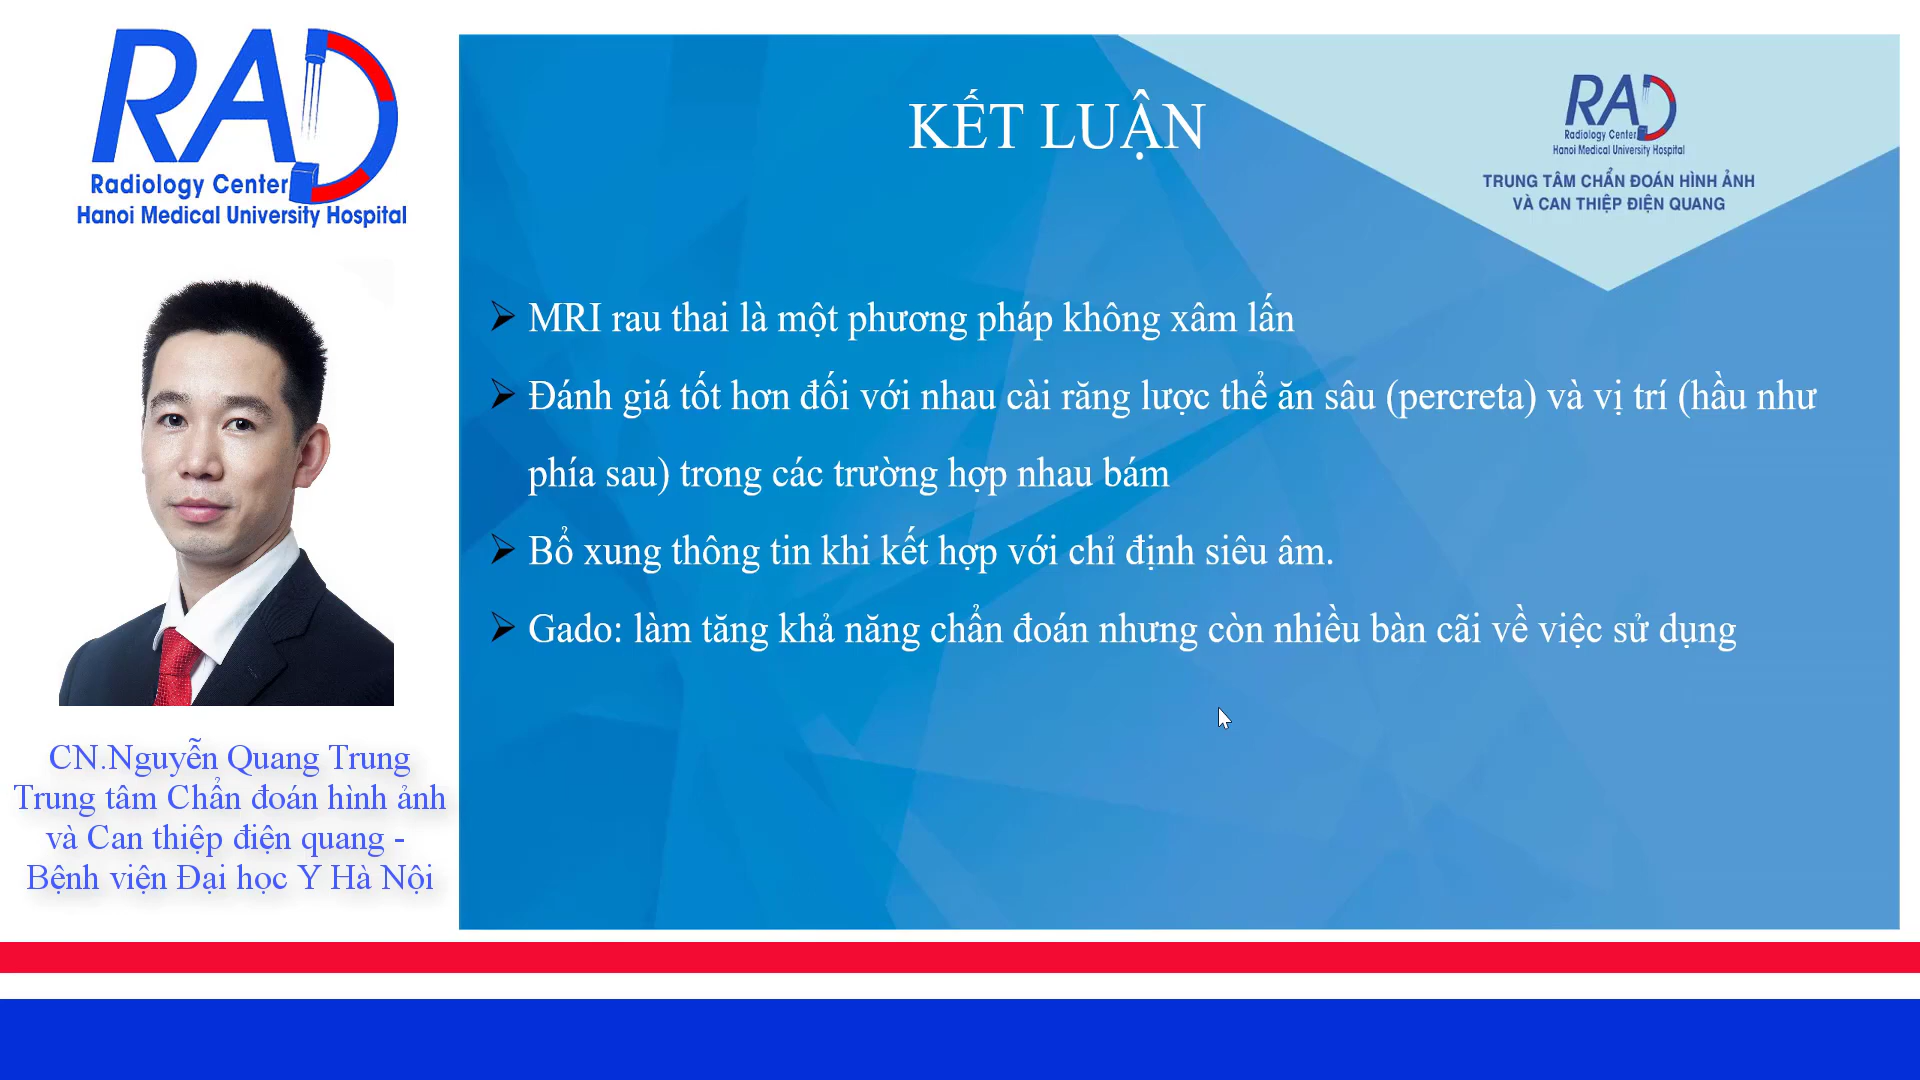 RAD
Radiology Center
Hanoi Medical University Hospital
CN.Nguyễn Quang Trung
Trung tâm Chẩn đoán hình ảnh
và Can thiệp điện quang -
Bệnh viện Đại học Y Hà Nội
KẾT LUẬN
RAD
Radiology Center
Hanoi Medical University Hospital
TRUNG TÂM CHẨN ĐOÁN HÌNH ẢNH
VÀ CAN THIỆP ĐIỆN QUANG
MRI rau thai là một phương pháp không xâm lấn
Đánh giá tốt hơn đối với nhau cài răng lược thể ăn sâu (percreta) và vị trí (hầu như
phía sau) trong các trường hợp nhau bám
Bổ xung thông tin khi kết hợp với chỉ định siêu âm.
Gado: làm tăng khả năng chẩn đoán nhưng còn nhiều bàn cãi về việc sử dụng